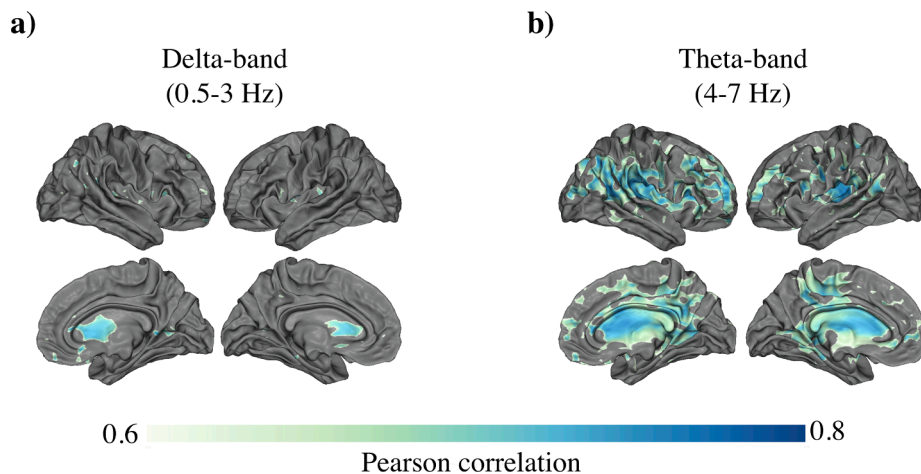 a)
Delta-band
(0.5-3 Hz)
b)
Theta-band
(4-7 Hz)
0.6
0.8
Pearson correlation